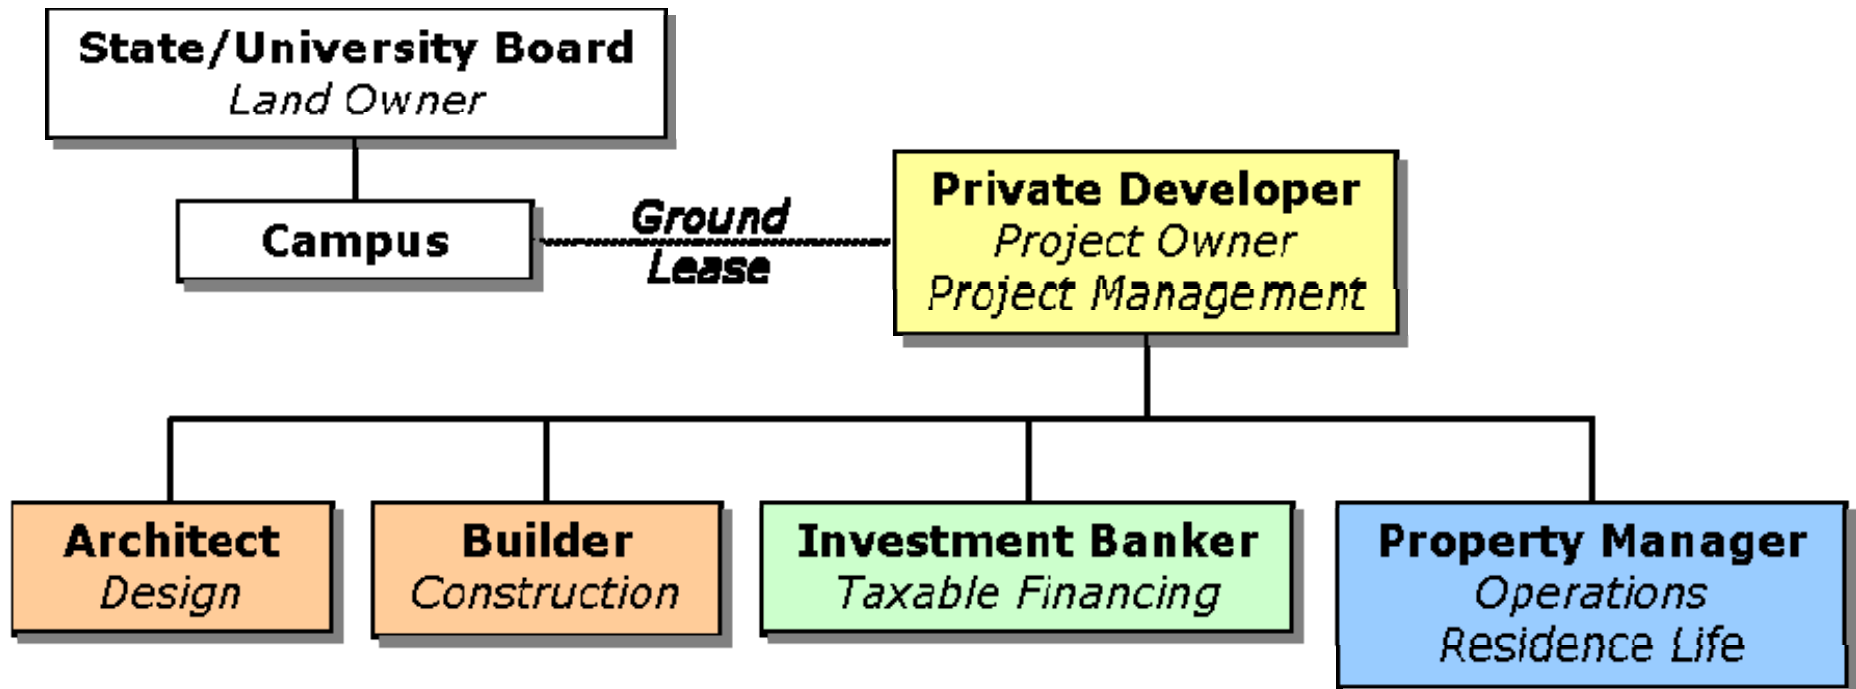 State/University Board
Land Owner
Campus
Ground
Lease
Private Developer
Project Owner
Project Management
Architect
Design
Builder
Construction
Investment Banker
Taxable Financing
Property Manager
Operations
Residence Life